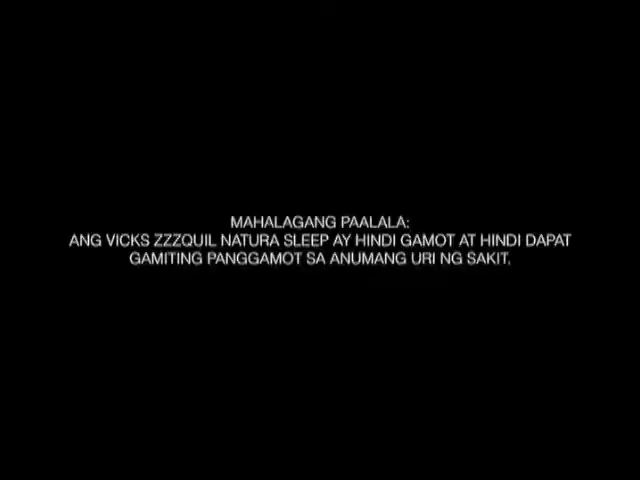 MAHALAGANG PAALALA:
ANG VICKS ZZZQUIL NATURA SLEEP AY HINDI GAMOT AT HINDI DAPAT
GAMITING PANGGAMOT SA ANUMANG URI NG SAKIT.